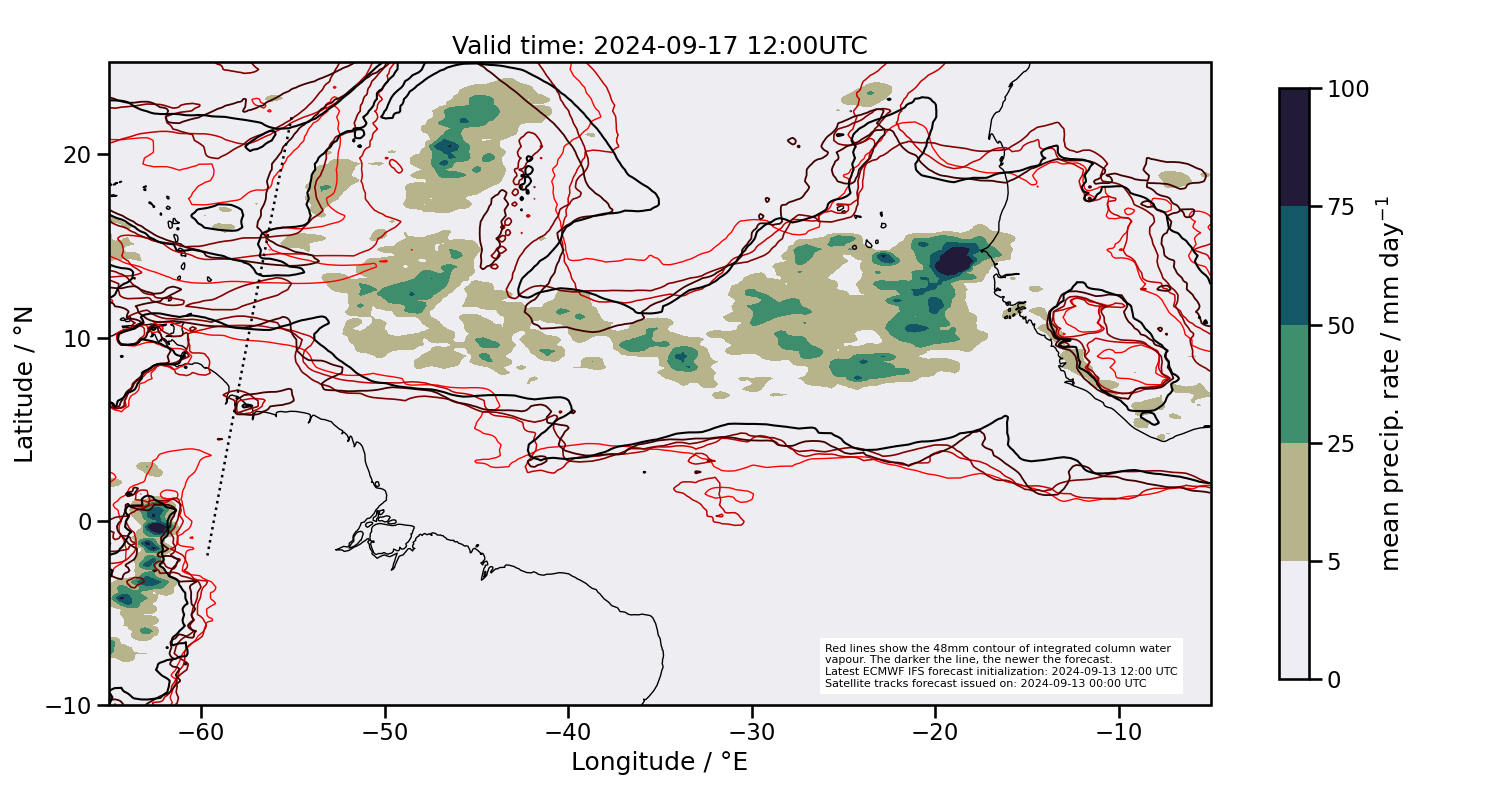 Valid time: 2024-09-17 12:00UTC
Latitude / °N
20
10
0
−10
−60
−50
−40
−30
−20
−10
Longitude / °E
Red lines show the 48mm contour of integrated column water
vapour. The darker the line, the newer the forecast.
Latest ECMWF IFS forecast initialization: 2024-09-13 12:00 UTC
Satellite tracks forecast issued on: 2024-09-13 00:00 UTC
100
75
50
25
5
0
mean precip. rate / mm day⁻¹